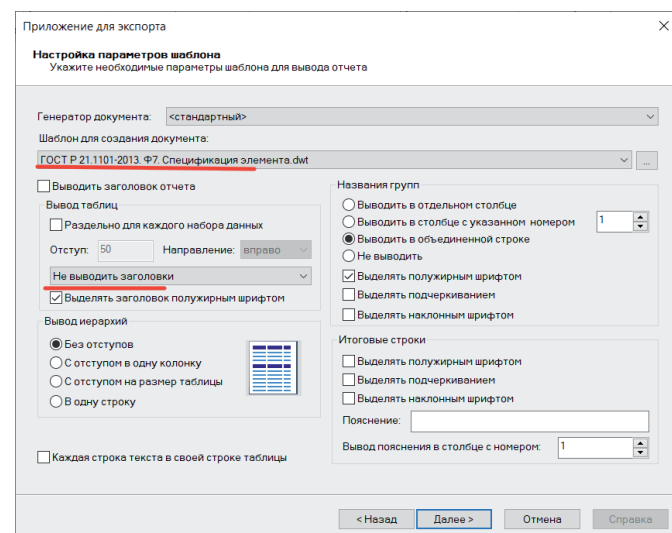 Приложение для экспорта
Настройка параметров шаблона
Укажите необходимые параметры шаблона для вывода отчета
Генератор документа: <стандартный>
Шаблон для создания документа:
ГОСТ Р 21.1101-2013. Ф7. Спецификация элемента.dwt
...
Выводить заголовок отчета
Вывод таблиц
Раздельно для каждого набора данных
Отступ: 50 Направление: вправо
Не выводить заголовки
Выделять заголовок полужирным шрифтом
Вывод иерархий
Без отступов
С отступом в одну колонку
С отступом на размер таблицы
В одну строку
Каждая строка текста в своей строке таблицы
Названия групп
Выводить в отдельном столбце
Выводить в столбце с указанном номером 1
Выводить в объединенной строке
Не выводить
Выделять полужирным шрифтом
Выделять подчеркиванием
Выделять наклонным шрифтом
Итоговые строки
Выделять полужирным шрифтом
Выделять подчеркиванием
Выделять наклонным шрифтом
Пояснение:
Вывод пояснения в столбце с номером: 1
< Назад Далее > Отмена Справка